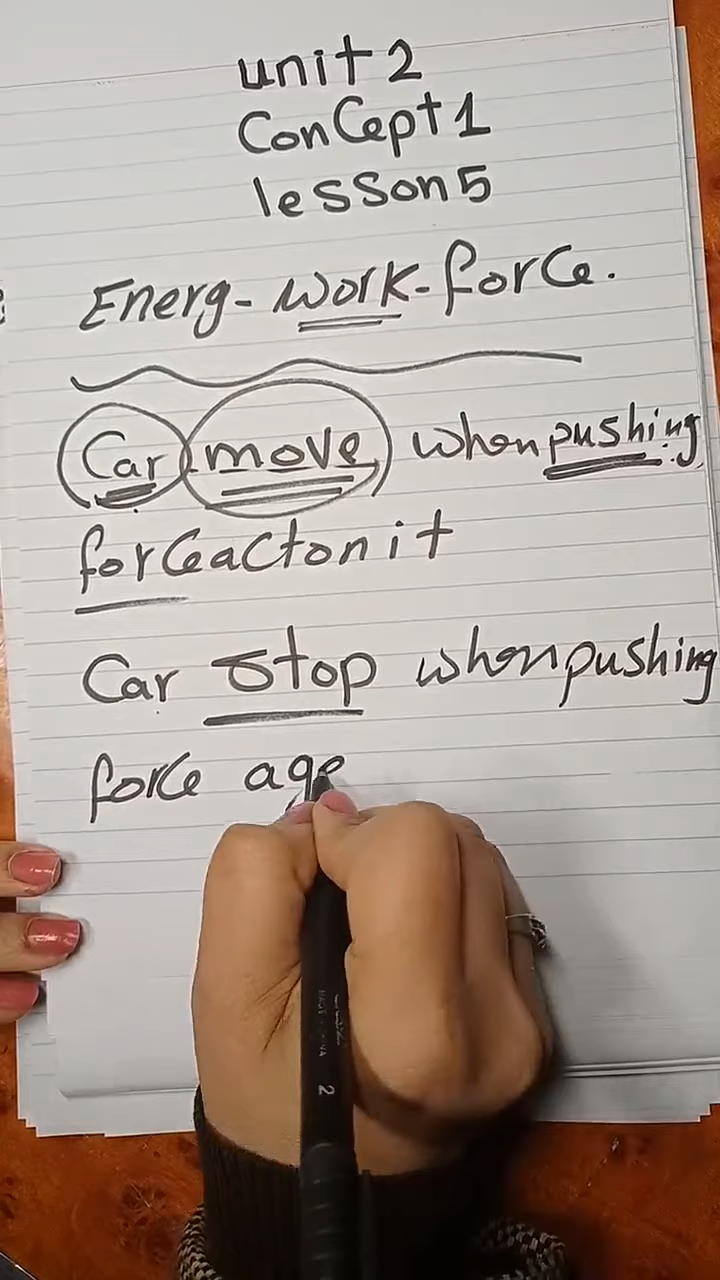 unit 2
Concept 1
lesson 5
Energ - work - force.
Car move when pushing
force act on it
Car stop when pushing
force age
2